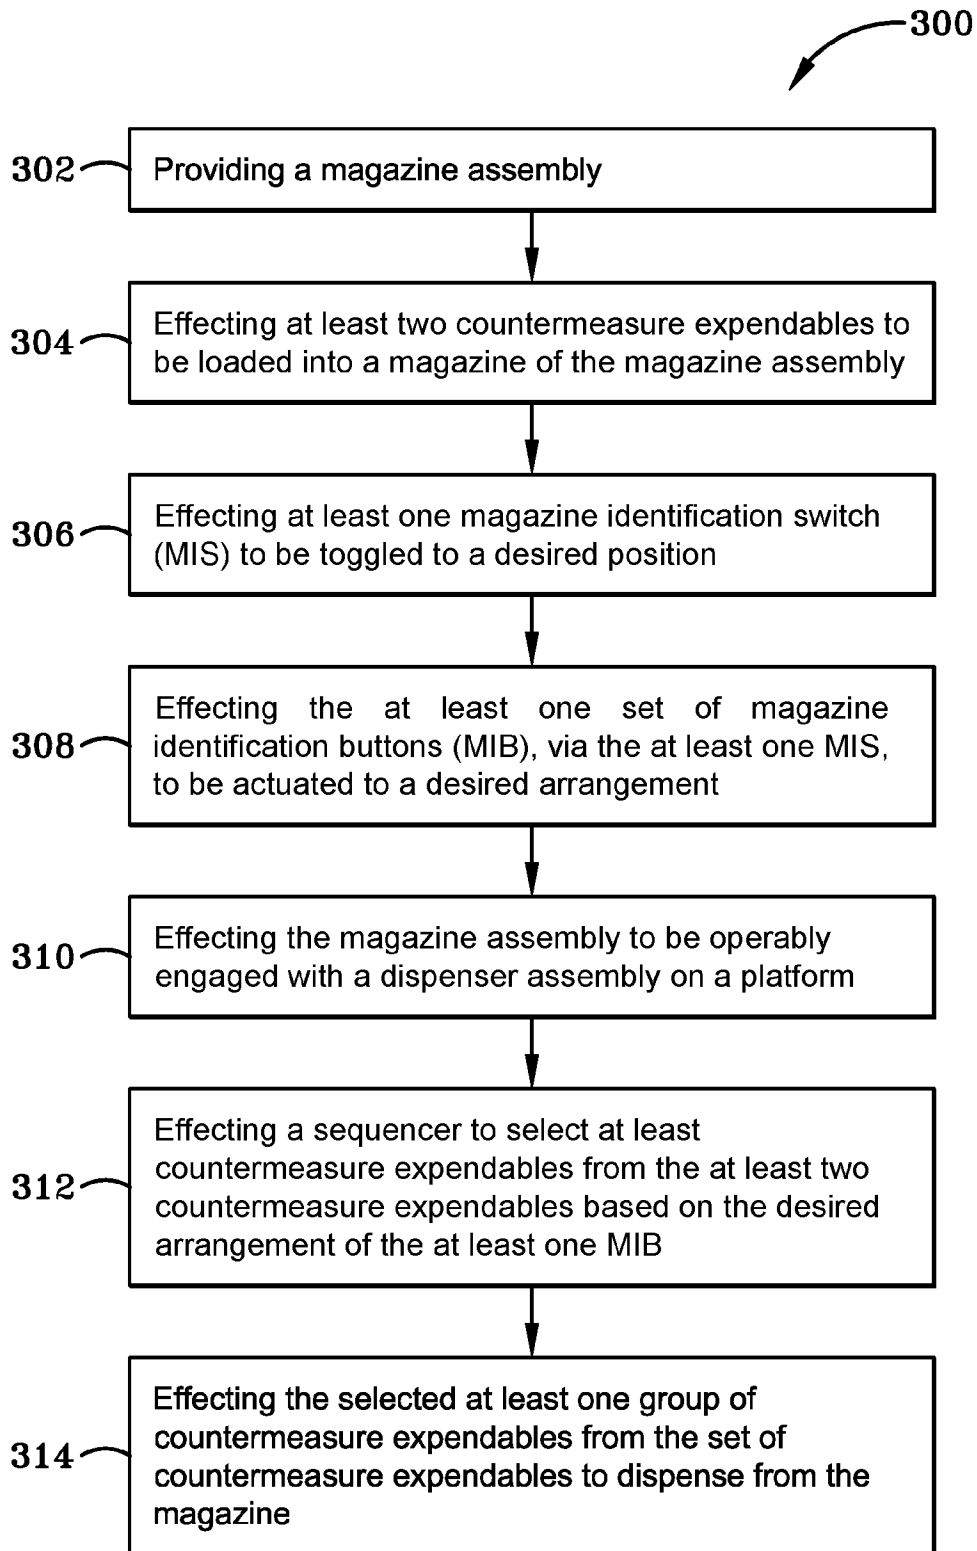 300
302
Providing a magazine assembly
304
Effecting at least two countermeasure expendables to
be loaded into a magazine of the magazine assembly
306
Effecting at least one magazine identification switch
(MIS) to be toggled to a desired position
308
Effecting the at least one set of magazine
identification buttons (MIB), via the at least one MIS,
to be actuated to a desired arrangement
310
Effecting the magazine assembly to be operably
engaged with a dispenser assembly on a platform
312
Effecting a sequencer to select at least
countermeasure expendables from the at least two
countermeasure expendables based on the desired
arrangement of the at least one MIB
314
Effecting the selected at least one group of
countermeasure expendables from the set of
countermeasure expendables to dispense from the
magazine